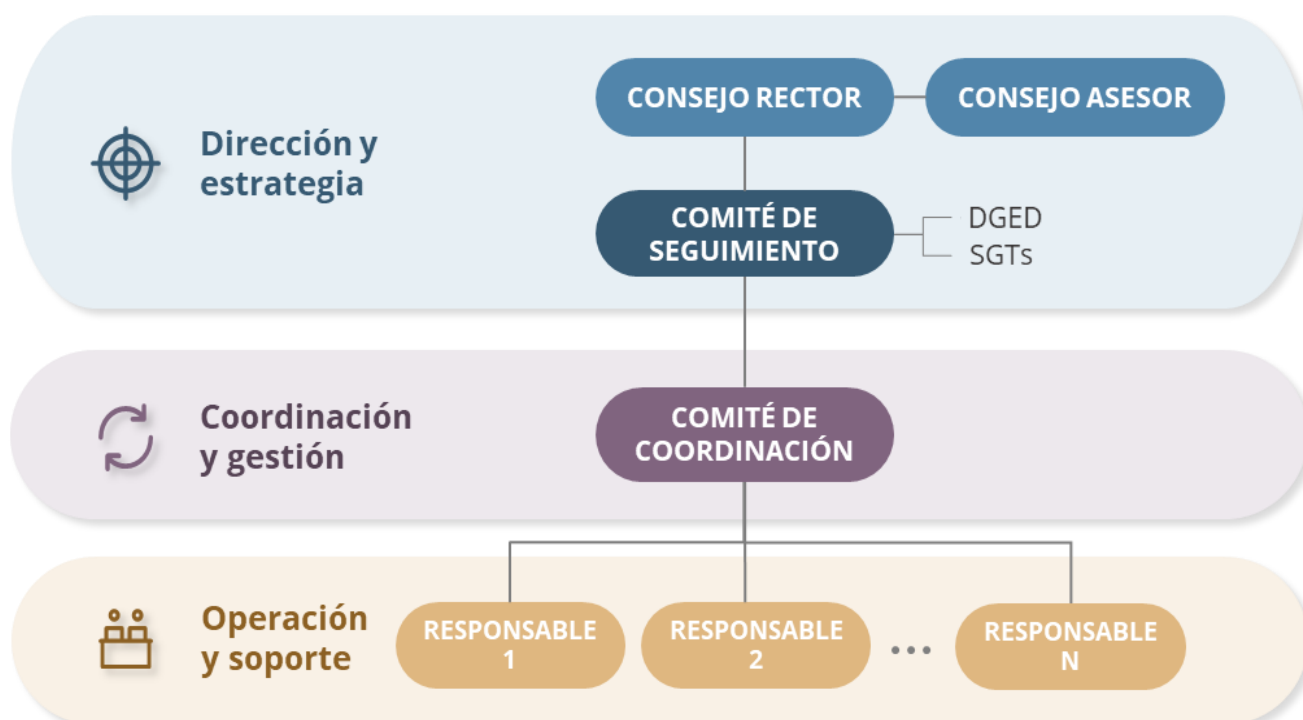 CONSEJO RECTOR
CONSEJO ASESOR
Dirección y
estrategia
COMITÉ DE
SEGUIMIENTO
DGED
SGTs
Coordinación
y gestión
COMITÉ DE
COORDINACIÓN
Operación
y soporte
RESPONSABLE
1
RESPONSABLE
2
...
RESPONSABLE
N